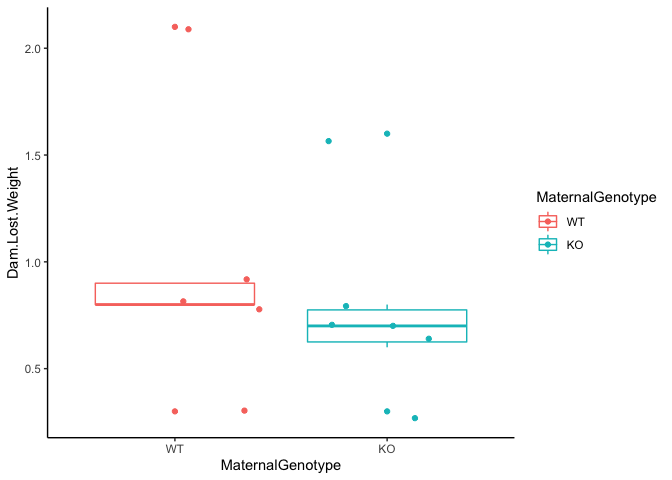 Dam.Lost.Weight
2.0
1.5
1.0
0.5
WT
KO
MaternalGenotype
MaternalGenotype
WT
KO